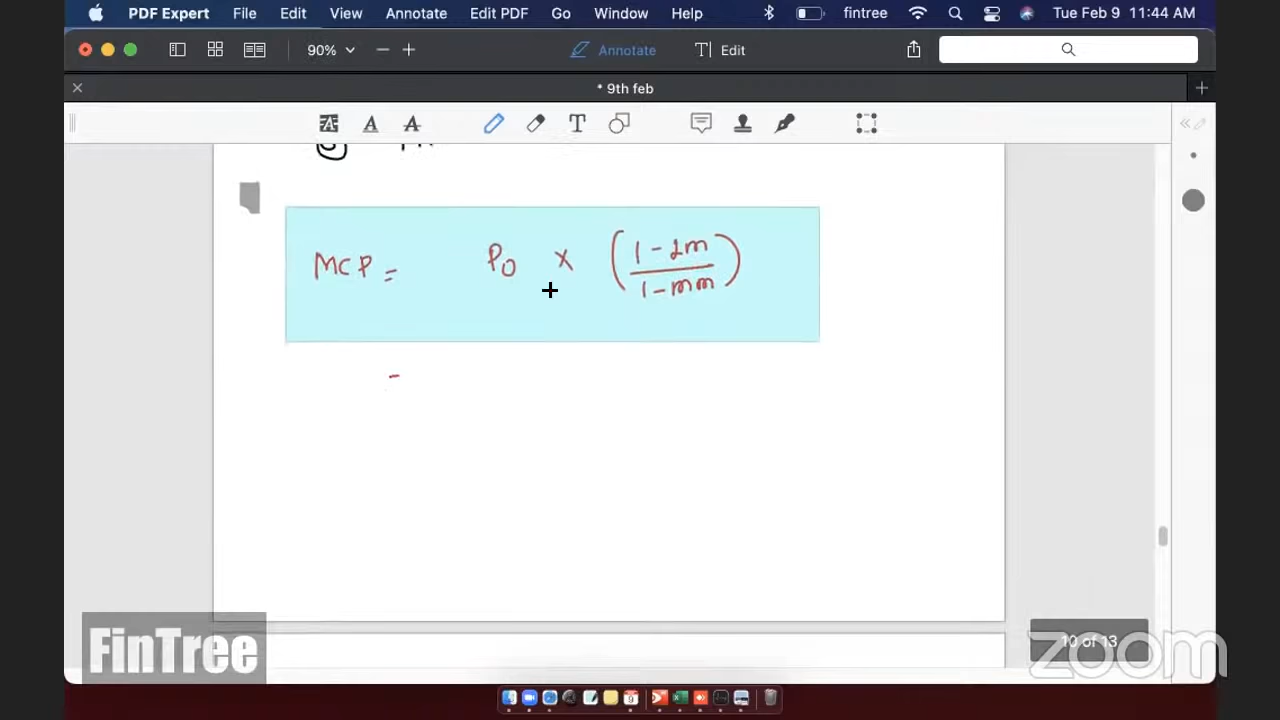 PDF Expert File Edit View Annotate Edit PDF Go Window Help fintree Tue Feb 9 11:44 AM
90% Annotate T Edit
* 9th feb
A A A T
MCP = P0 x (1 - 2m / 1 - mm)
=
10 of 13
FinTree
zoom